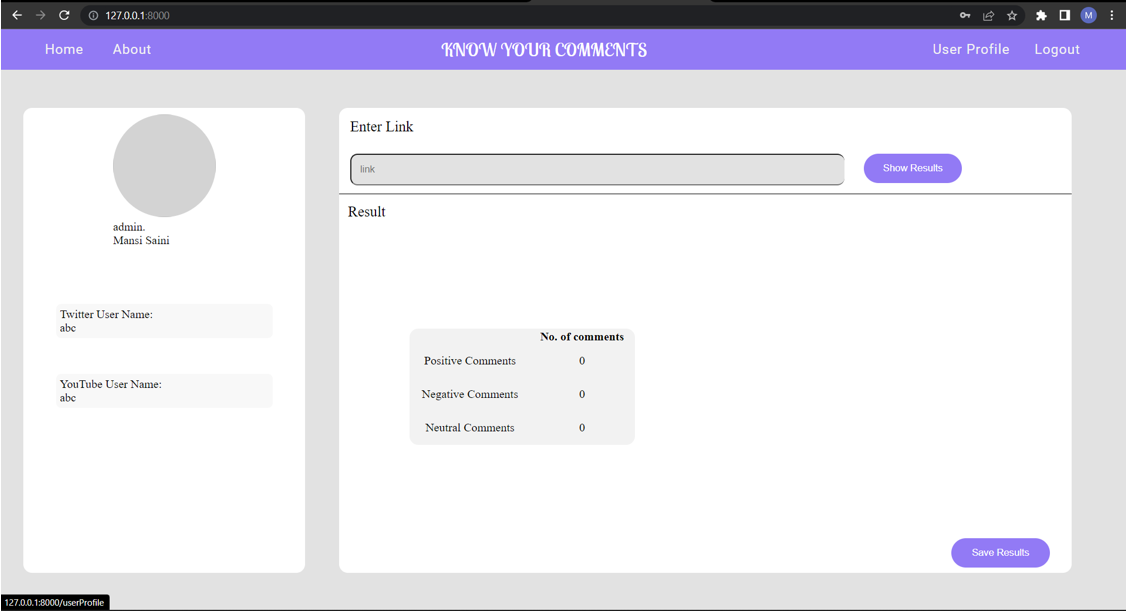 127.0.0.1:8000
M
Home About KNOW YOUR COMMENTS User Profile Logout
admin.
Mansi Saini
Twitter User Name:
abc
YouTube User Name:
abc
Enter Link
link Show Results
Result
No. of comments
Positive Comments 0
Negative Comments 0
Neutral Comments 0
Save Results
127.0.0.1:8000/userProfile